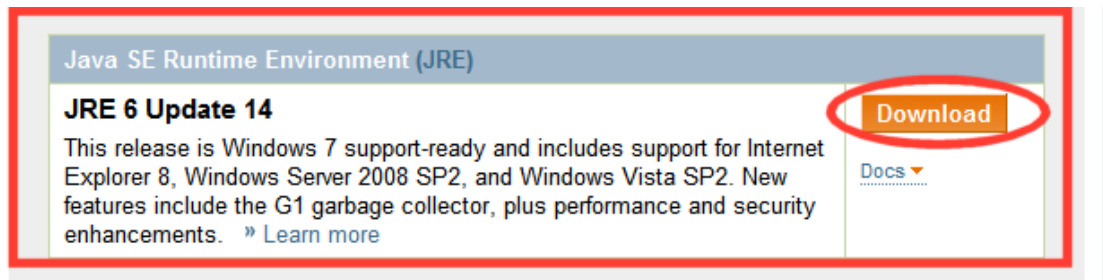 Java SE Runtime Environment (JRE)
JRE 6 Update 14
Download
This release is Windows 7 support-ready and includes support for Internet
Explorer 8, Windows Server 2008 SP2, and Windows Vista SP2. New
features include the G1 garbage collector, plus performance and security
enhancements. » Learn more
Docs